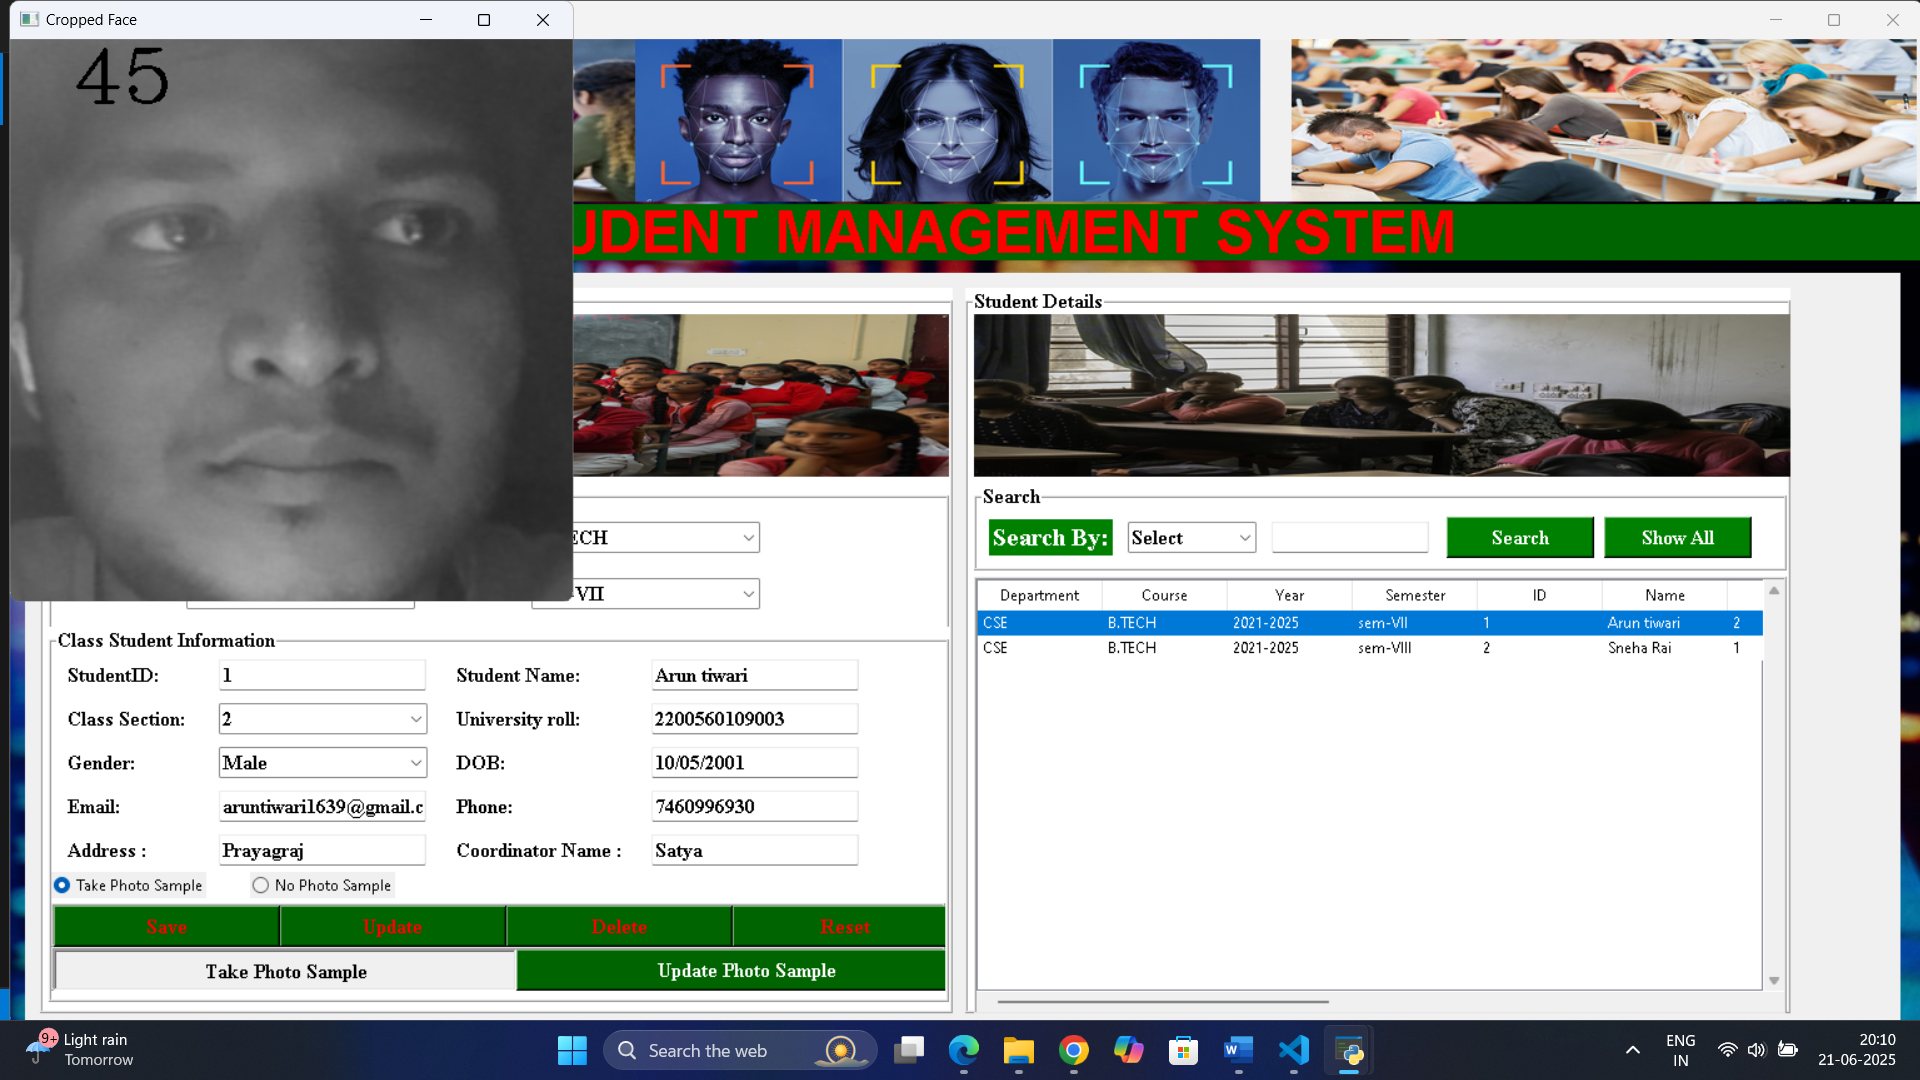 Cropped Face
45
UDENT MANAGEMENT SYSTEM
Student Details
Search
Search By: Select Search Show All
ECH
-VII
Department Course Year Semester ID Name
CSE B.TECH 2021-2025 sem-VII 1 Arun tiwari 2
CSE B.TECH 2021-2025 sem-VIII 2 Sneha Rai 1
Class Student Information
StudentID: 1 Student Name: Arun tiwari
Class Section: 2 University roll: 2200560109003
Gender: Male DOB: 10/05/2001
Email: aruntiwari1639@gmail.c Phone: 7460996930
Address : Prayagraj Coordinator Name : Satya
Take Photo Sample No Photo Sample
Save Update Delete Reset
Take Photo Sample Update Photo Sample
9+ Light rain
Tomorrow
Search the web
ENG
IN
20:10
21-06-2025